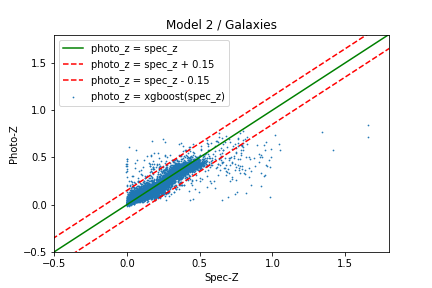 Model 2 / Galaxies
photo_z = spec_z
photo_z = spec_z + 0.15
photo_z = spec_z - 0.15
photo_z = xgboost(spec_z)
Photo-Z
1.5
1.0
0.5
0.0
−0.5
−0.5
0.0
0.5
1.0
1.5
Spec-Z